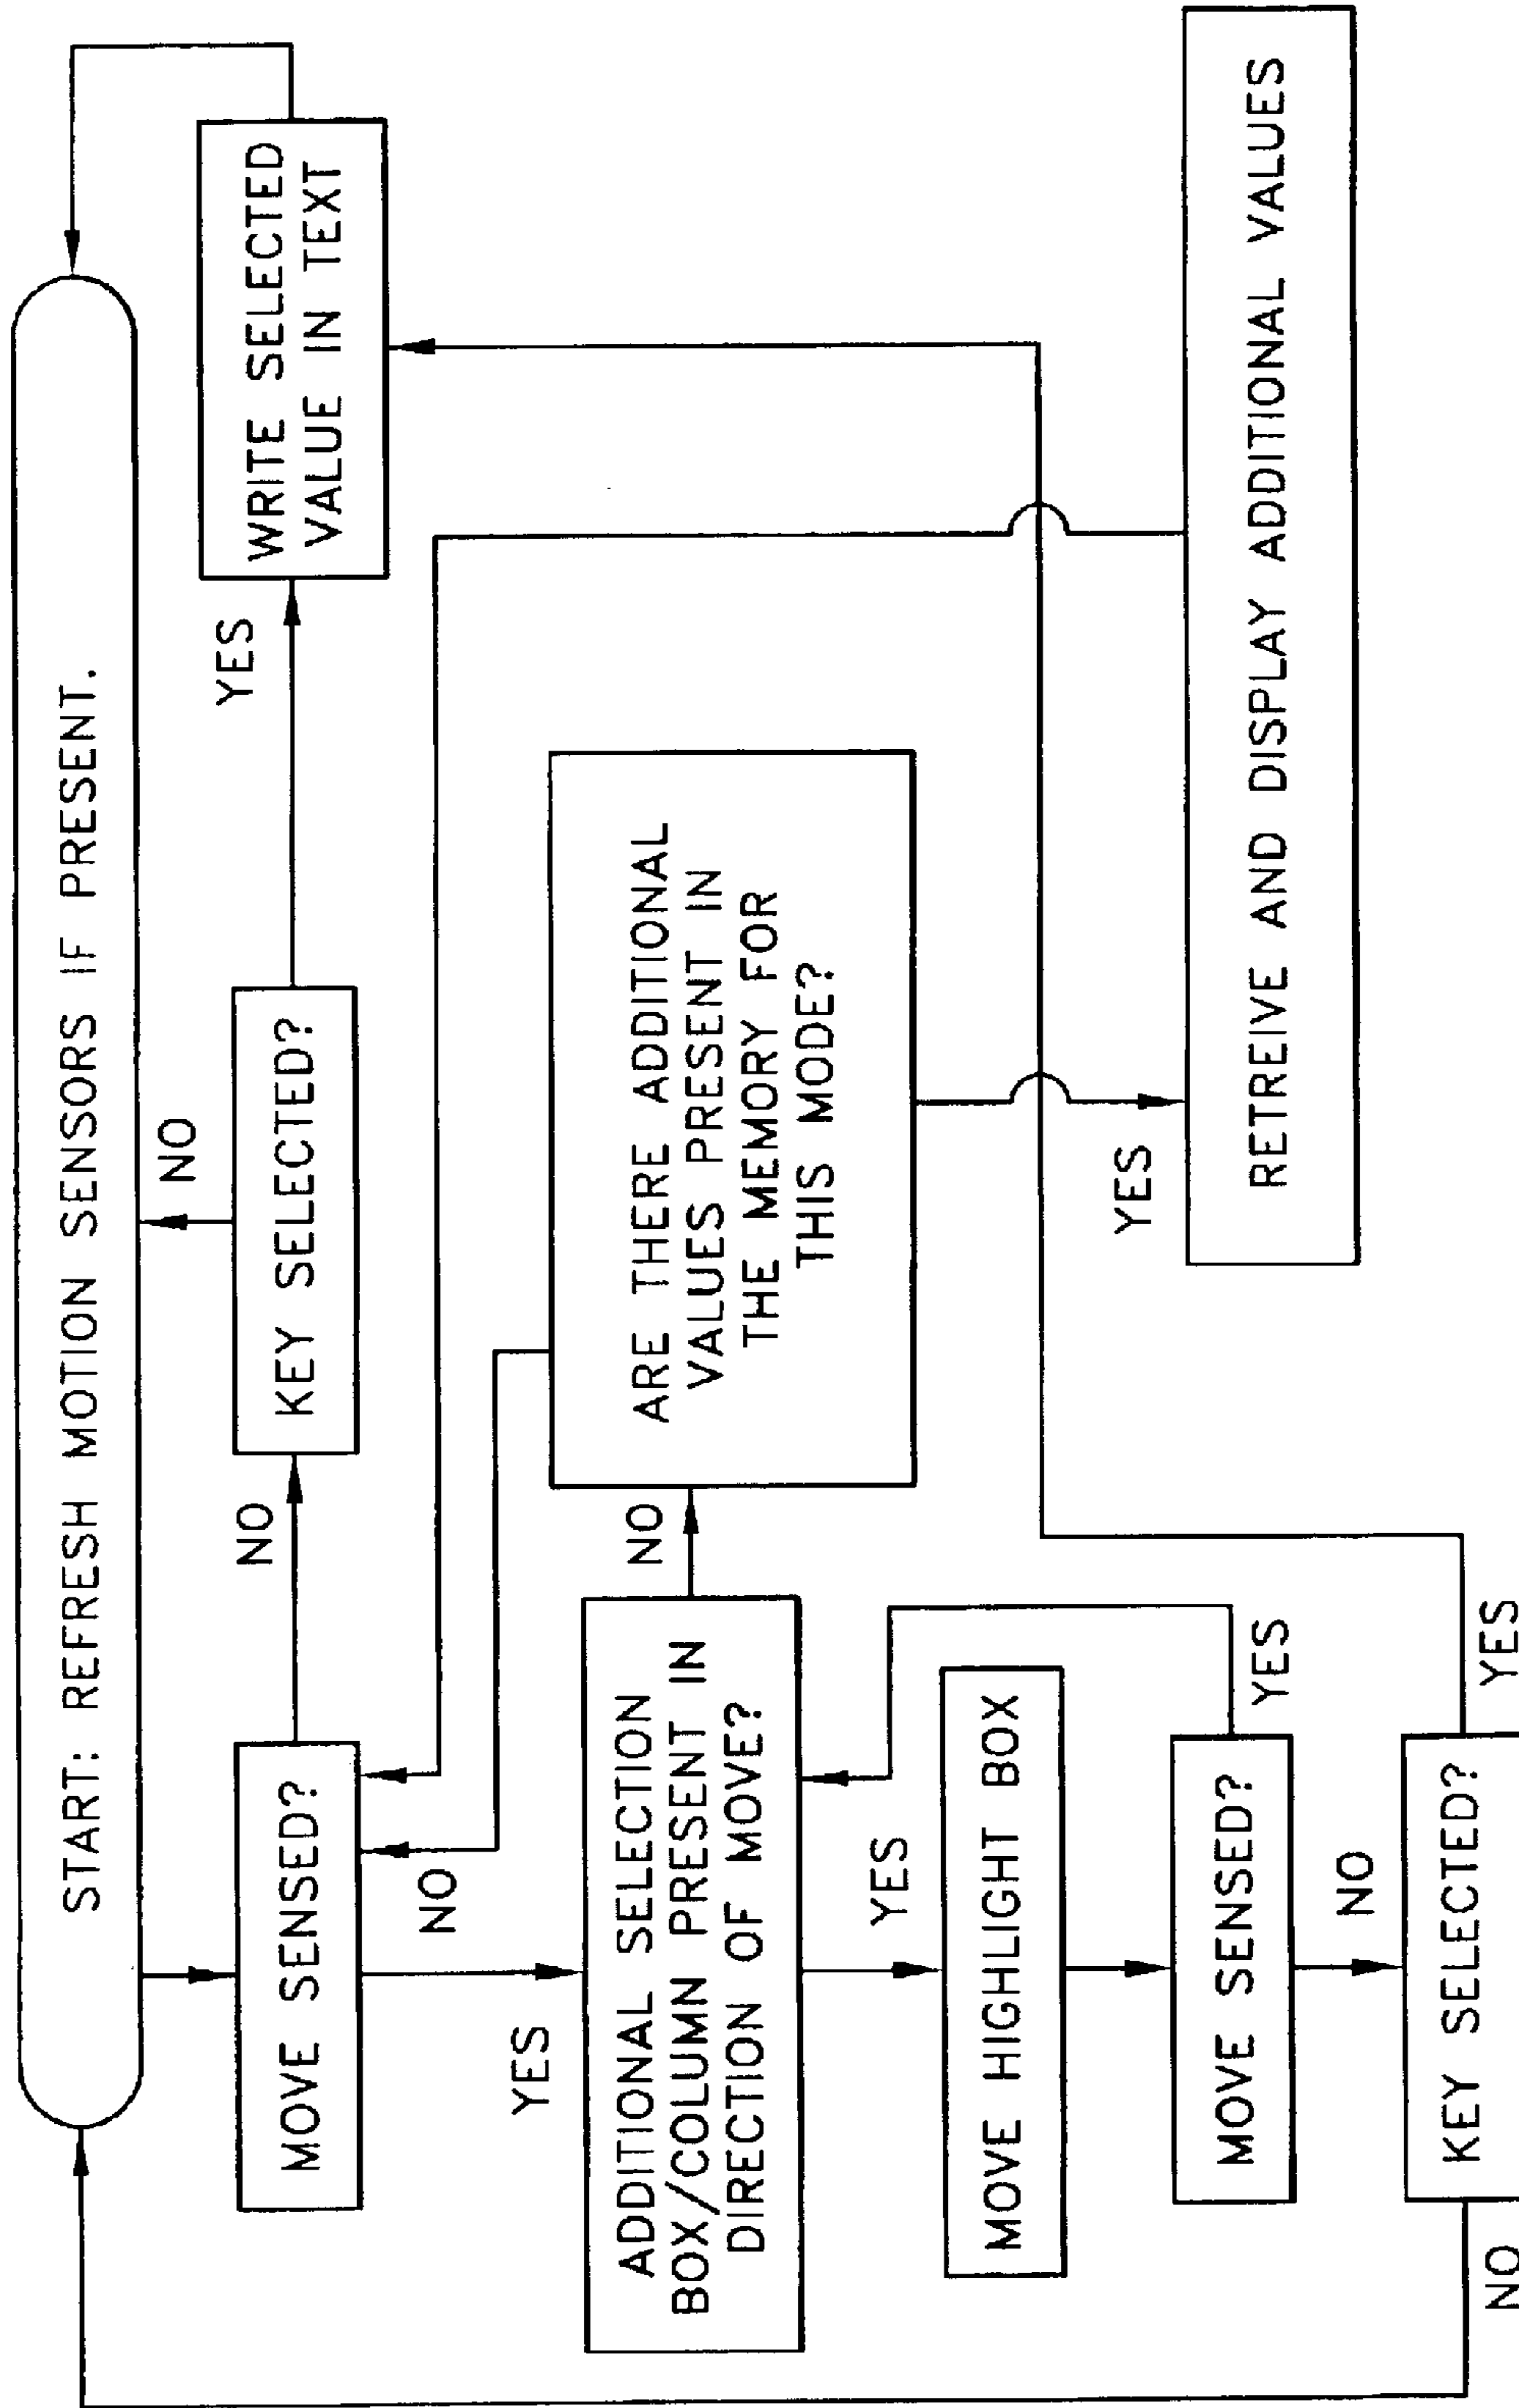 START: REFRESH MOTION SENSORS IF PRESENT.
MOVE SENSED?
NO
KEY SELECTED?
NO
YES
WRITE SELECTED
VALUE IN TEXT
NO
YES
ADDITIONAL SELECTION
BOX/COLUMN PRESENT IN
DIRECTION OF MOVE?
NO
ARE THERE ADDITIONAL
VALUES PRESENT IN
THE MEMORY FOR
THIS MODE?
YES
MOVE HIGHLIGHT BOX
YES
RETREIVE AND DISPLAY ADDITIONAL VALUES
MOVE SENSED?
YES
NO
KEY SELECTED?
NO
YES